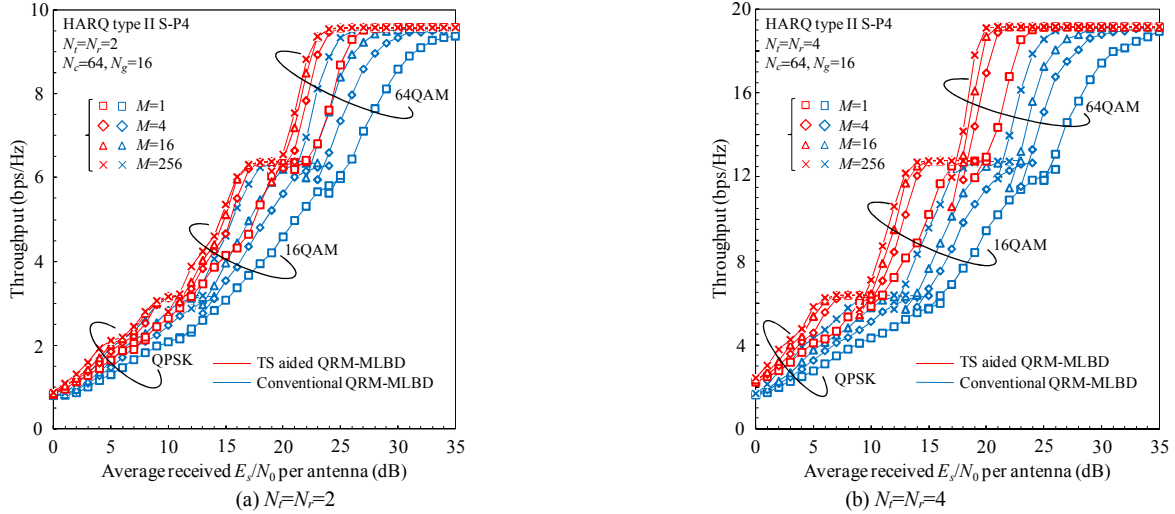 HARQ type II S-P4
Nt=Nr=2
Nc=64, Ng=16
M=1
M=4
M=16
M=256
64QAM
16QAM
QPSK
TS aided QRM-MLBD
Conventional QRM-MLBD
Throughput (bps/Hz)
10
8
6
4
2
0
0 5 10 15 20 25 30 35
Average received Es/N0 per antenna (dB)
(a) Nt=Nr=2
HARQ type II S-P4
Nt=Nr=4
Nc=64, Ng=16
M=1
M=4
M=16
M=256
64QAM
16QAM
QPSK
TS aided QRM-MLBD
Conventional QRM-MLBD
Throughput (bps/Hz)
20
16
12
8
4
0
0 5 10 15 20 25 30 35
Average received Es/N0 per antenna (dB)
(b) Nt=Nr=4